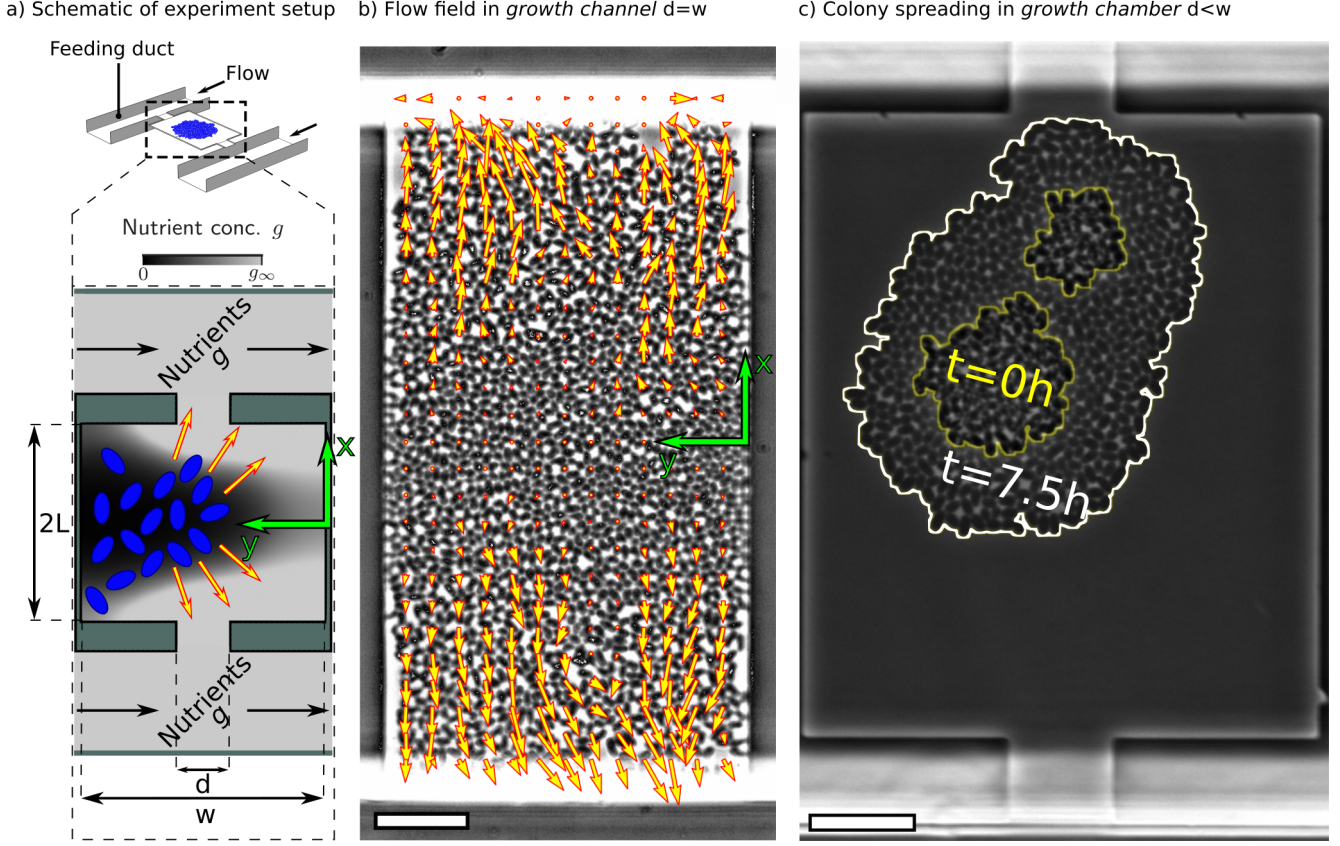 a) Schematic of experiment setup
Feeding duct
Flow
Nutrient conc. g
0
g∞
Nutrients
g
2L
x
y
Nutrients
g
d
w
b) Flow field in growth channel d=w
x
y
c) Colony spreading in growth chamber d<w
t=0h
t=7.5h